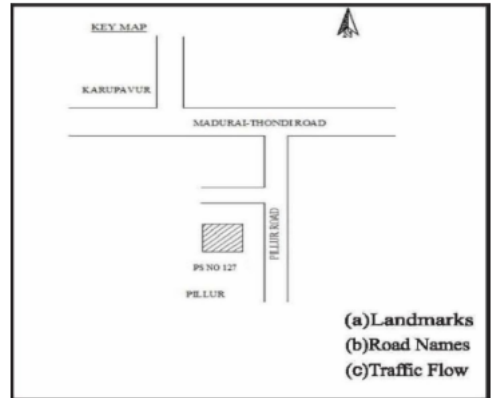 KEY MAP
KARUPAVUR
MADURAI-THONDI ROAD
PILLUR ROAD
PS NO 127
PILLUR
(a)Landmarks
(b)Road Names
(c)Traffic Flow